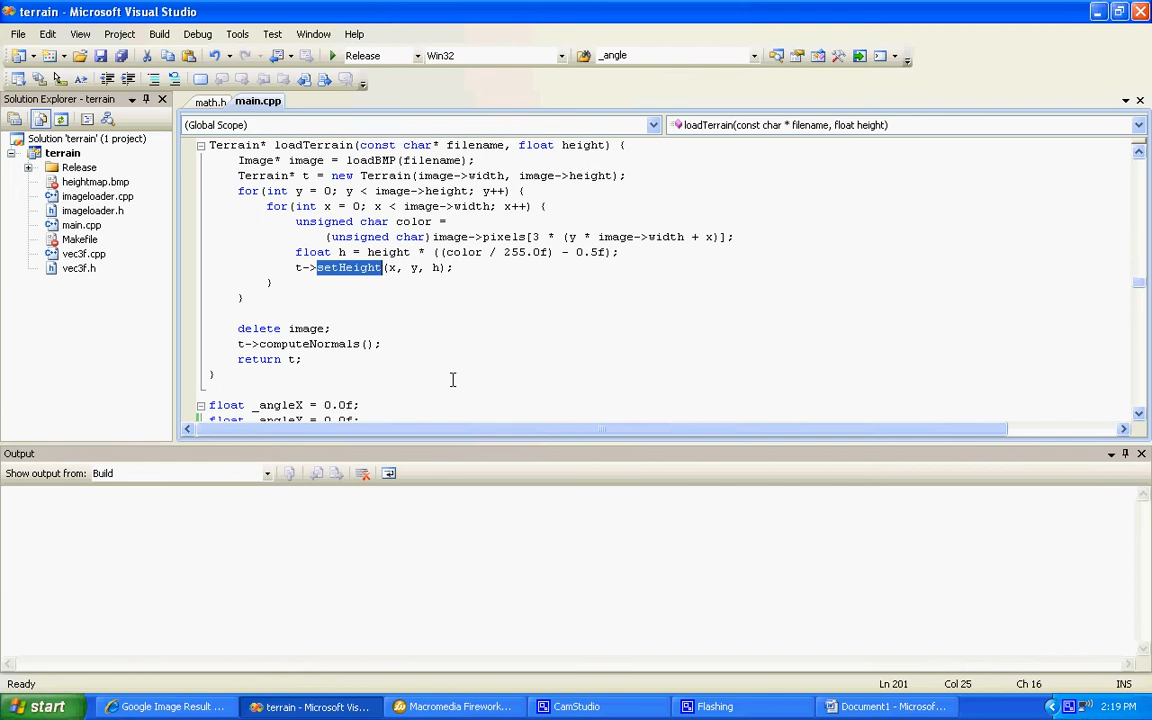 terrain - Microsoft Visual Studio
File Edit View Project Build Debug Tools Test Window Help
Release Win32 _angle
Solution Explorer - terrain
math.h main.cpp
(Global Scope) loadTerrain(const char * filename, float height)
Solution 'terrain' (1 project)
terrain
Release
heightmap.bmp
imageloader.cpp
imageloader.h
main.cpp
Makefile
vec3f.cpp
vec3f.h
Terrain* loadTerrain(const char* filename, float height) {
Image* image = loadBMP(filename);
Terrain* t = new Terrain(image->width, image->height);
for(int y = 0; y < image->height; y++) {
for(int x = 0; x < image->width; x++) {
unsigned char color =
(unsigned char)image->pixels[3 * (y * image->width + x)];
float h = height * ((color / 255.0f) - 0.5f);
t->setHeight(x, y, h);
}
}
delete image;
t->computeNormals();
return t;
}
float _angleX = 0.0f;
float _angleX = 0.0f;
Output
Show output from: Build
Ready Ln 201 Col 25 Ch 16 INS
start Google Image Result ... terrain - Microsoft Vis... Macromedia Firework... CamStudio Flashing Document1 - Microsof... 2:19 PM